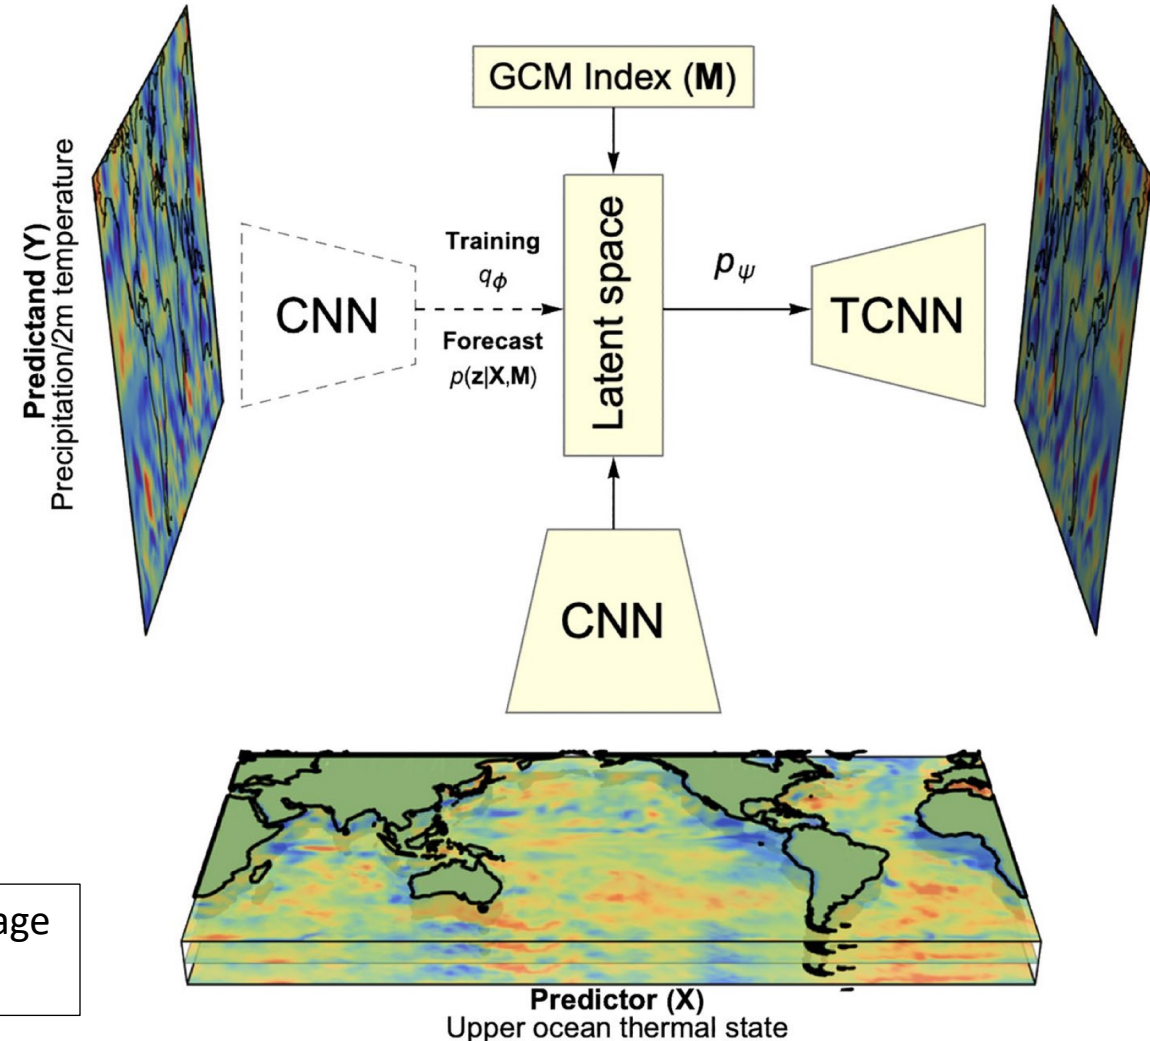 GCM Index (M)
Predictand (Y)
Precipitation/2m temperature
CNN
Training
qϕ
Forecast
p(z|X,M)
Latent space
pψ
TCNN
CNN
Predictor (X)
Upper ocean thermal state